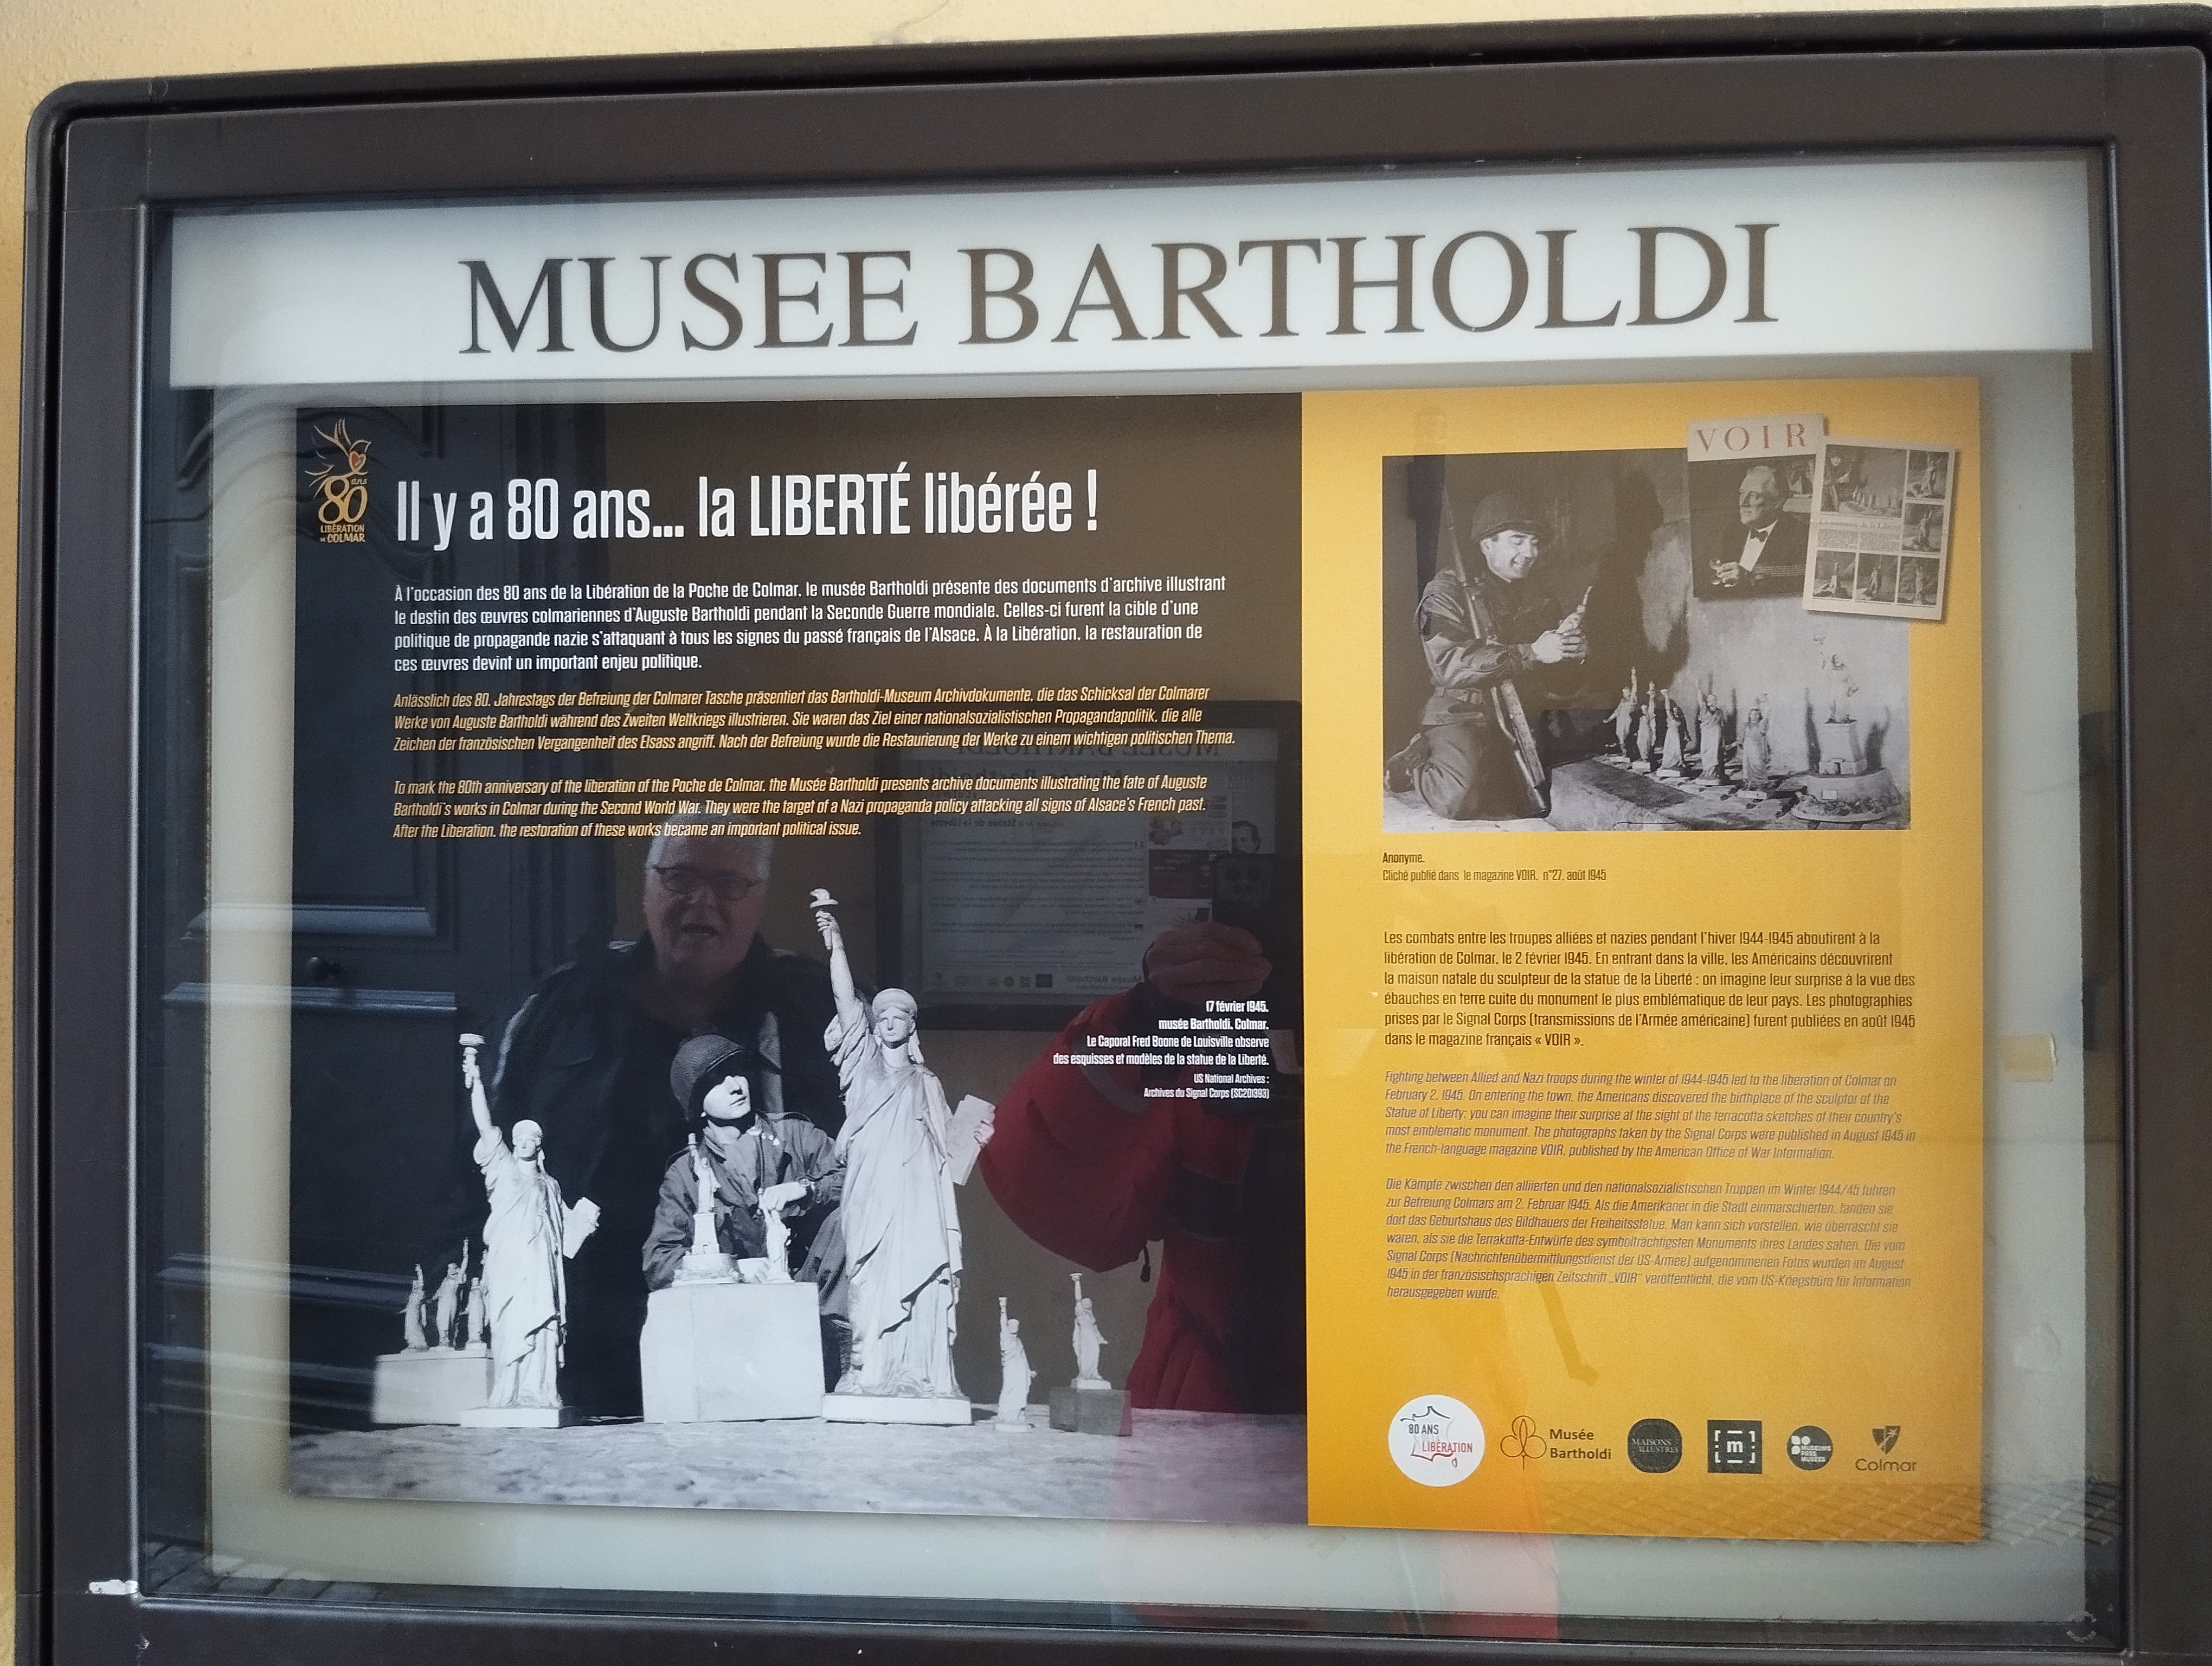 MUSEE BARTHOLDI
80 ans
LIBÉRATION
DE COLMAR
Il y a 80 ans... la LIBERTÉ libérée !
À l'occasion des 80 ans de la Libération de la Poche de Colmar, le musée Bartholdi présente des documents d'archive illustrant
le destin des œuvres colmariennes d'Auguste Bartholdi pendant la Seconde Guerre mondiale. Celles-ci furent la cible d'une
politique de propagande nazie s'attaquant à tous les signes du passé français de l'Alsace. À la Libération, la restauration de
ces œuvres devint un important enjeu politique.
Anlässlich des 80. Jahrestags der Befreiung der Colmarer Tasche präsentiert das Bartholdi-Museum Archivdokumente, die das Schicksal der Colmarer
Werke von Auguste Bartholdi während des Zweiten Weltkriegs illustrieren. Sie waren das Ziel einer nationalsozialistischen Propagandapolitik, die alle
Zeichen der französischen Vergangenheit des Elsass angriff. Nach der Befreiung wurde die Restaurierung der Werke zu einem wichtigen politischen Thema.
To mark the 80th anniversary of the liberation of the Poche de Colmar, the Musée Bartholdi presents archive documents illustrating the fate of Auguste
Bartholdi's works in Colmar during the Second World War. They were the target of a Nazi propaganda policy attacking all signs of Alsace's French past.
After the Liberation, the restoration of these works became an important political issue.
17 février 1945,
musée Bartholdi, Colmar.
Le Caporal Fred Boone de Louisville observe
des esquisses et modèles de la statue de la Liberté.
US National Archives :
Archives du Signal Corps (SC201393)
VOIR
Anonyme.
Cliché publié dans le magazine VOIR, n°27, août 1945
Les combats entre les troupes alliées et nazies pendant l'hiver 1944-1945 aboutirent à la
libération de Colmar, le 2 février 1945. En entrant dans la ville, les Américains découvrirent
la maison natale du sculpteur de la statue de la Liberté : on imagine leur surprise à la vue des
ébauches en terre cuite du monument le plus emblématique de leur pays. Les photographies
prises par le Signal Corps (transmissions de l'Armée américaine) furent publiées en août 1945
dans le magazine français « VOIR ».
Fighting between Allied and Nazi troops during the winter of 1944-1945 led to the liberation of Colmar on
February 2, 1945. On entering the town, the Americans discovered the birthplace of the sculptor of the
Statue of Liberty: you can imagine their surprise at the sight of the terracotta sketches of their country's
most emblematic monument. The photographs taken by the Signal Corps were published in August 1945 in
the French-language magazine VOIR, published by the American Office of War Information.
Die Kämpfe zwischen den alliierten und den nationalsozialistischen Truppen im Winter 1944/45 führen
zur Befreiung Colmars am 2. Februar 1945. Als die Amerikaner in die Stadt einmarschierten, fanden sie
dort das Geburtshaus des Bildhauers der Freiheitsstatue. Man kann sich vorstellen, wie überrascht sie
waren, als sie die Terrakotta-Entwürfe des symbolträchtigsten Monuments ihres Landes sahen. Die vom
Signal Corps (Nachrichtenübermittlungsdienst der US-Armee) aufgenommenen Fotos wurden im August
1945 in der französischsprachigen Zeitschrift „VOIR" veröffentlicht, die vom US-Kriegsbüro für Information
herausgegeben wurde.
80 ANS
LIBÉRATION
Musée
Bartholdi
MAISONS
ILLUSTRES
m
MUSEUMS
PASS
MUSÉES
Colmar